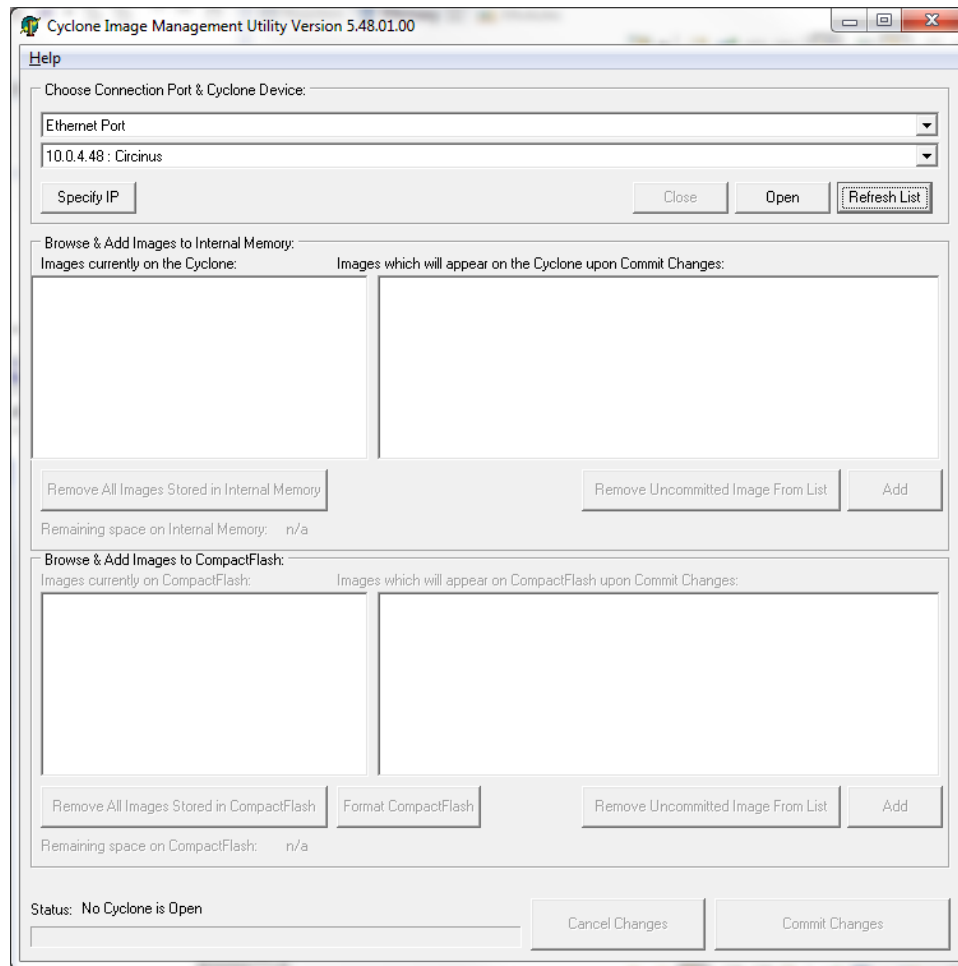 Cyclone Image Management Utility Version 5.48.01.00
Help
Choose Connection Port & Cyclone Device:
Ethernet Port
10.0.4.48 : Circinus
Specify IP Close Open Refresh List
Browse & Add Images to Internal Memory:
Images currently on the Cyclone: Images which will appear on the Cyclone upon Commit Changes:
Remove All Images Stored in Internal Memory Remove Uncommitted Image From List Add
Remaining space on Internal Memory: n/a
Browse & Add Images to CompactFlash:
Images currently on CompactFlash: Images which will appear on CompactFlash upon Commit Changes:
Remove All Images Stored in CompactFlash Format CompactFlash Remove Uncommitted Image From List Add
Remaining space on CompactFlash: n/a
Status: No Cyclone is Open
Cancel Changes Commit Changes